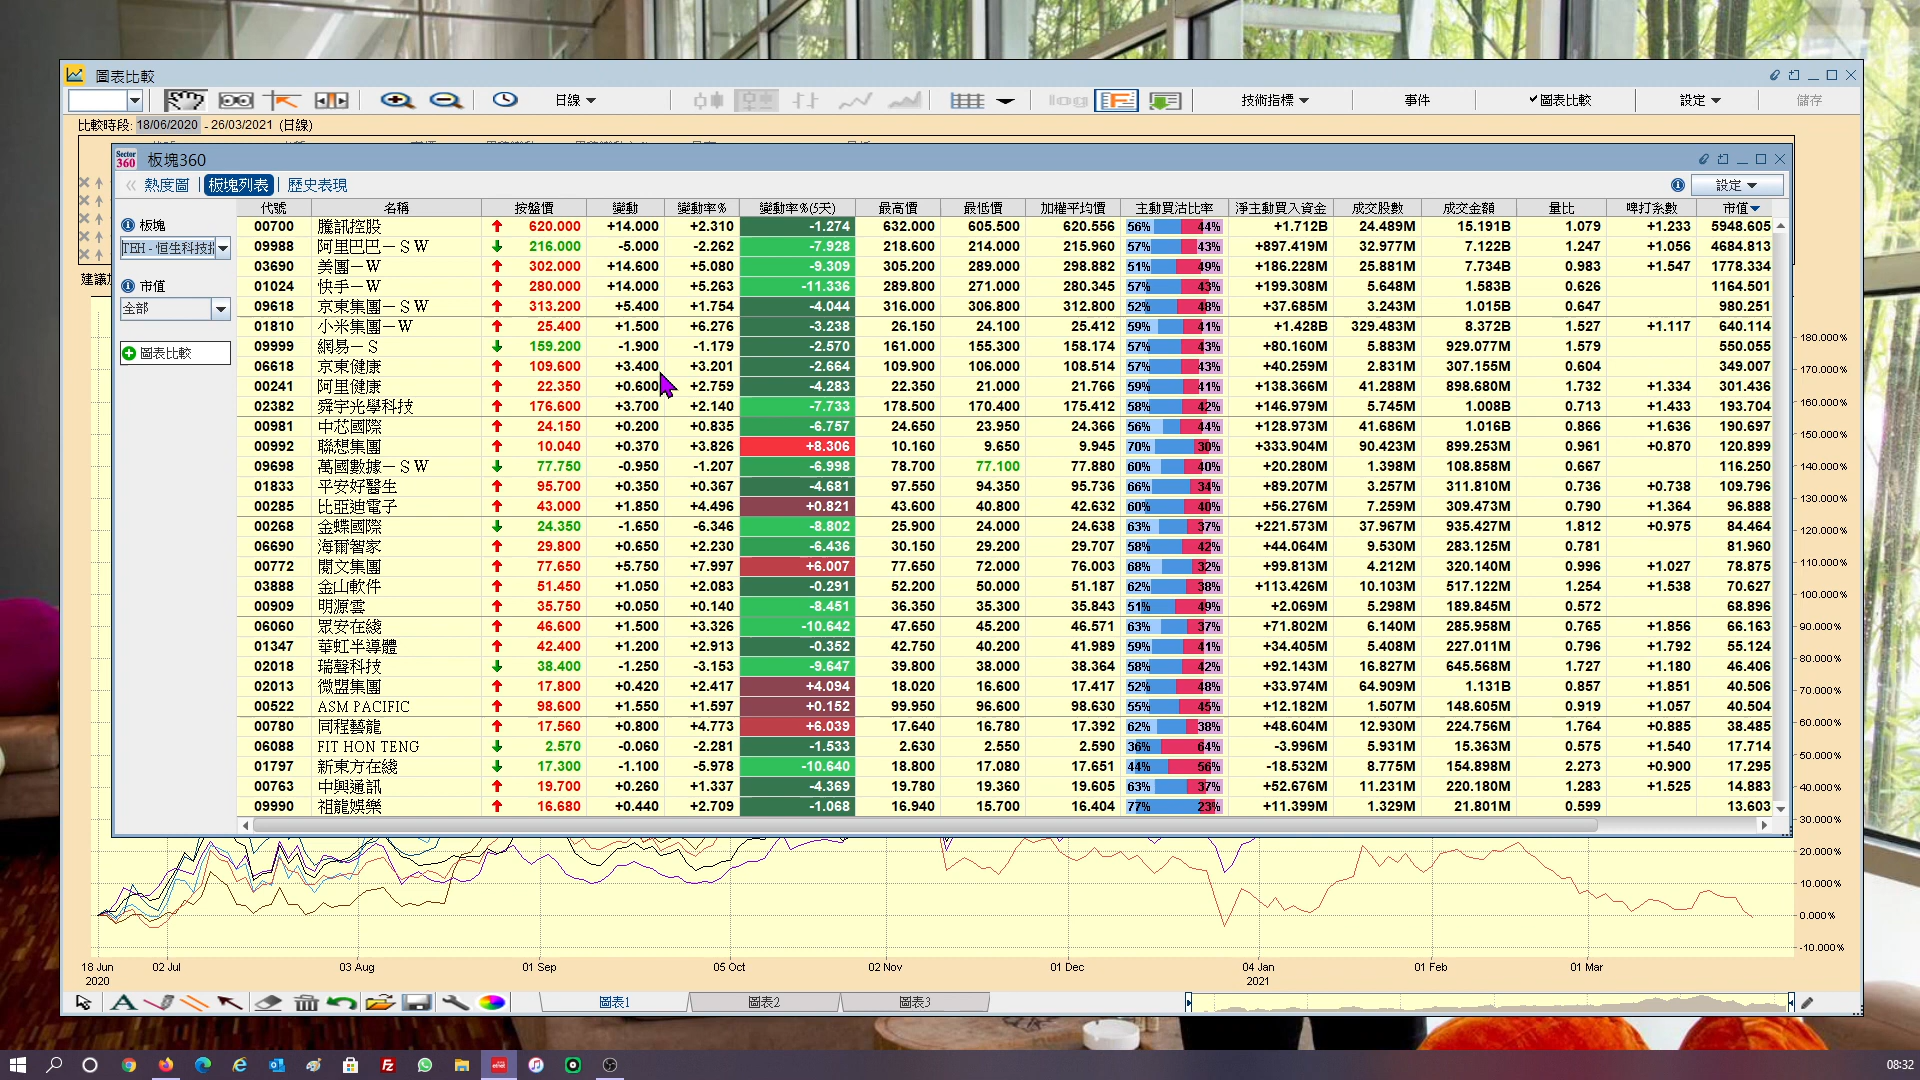 圖表比較
日線
log
技術指標
事件
圖表比較
設定
儲存
比較時段: 18/06/2020 - 26/03/2021 (日線)
Sector 360 板塊360
熱度圖 板塊列表 歷史表現
設定
板塊
TEH - 恒生科技指
市值
全部
圖表比較
代號 名稱 按盤價 變動 變動率% 變動率%(5天) 最高價 最低價 加權平均價 主動買沽比率 淨主動買入資金 成交股數 成交金額 量比 啤打系數 市值
00700 騰訊控股 620.000 +14.000 +2.310 -1.274 632.000 605.500 620.556 56% 44% +1.712B 24.489M 15.191B 1.079 +1.233 5948.605
09988 阿里巴巴－ＳＷ 216.000 -5.000 -2.262 -7.928 218.600 214.000 215.960 57% 43% +897.419M 32.977M 7.122B 1.247 +1.056 4684.813
03690 美團－Ｗ 302.000 +14.600 +5.080 -9.309 305.200 289.000 298.882 51% 49% +186.228M 25.881M 7.734B 0.983 +1.547 1778.334
01024 快手－Ｗ 280.000 +14.000 +5.263 -11.336 289.800 271.000 280.345 57% 43% +199.308M 5.648M 1.583B 0.626 1164.501
09618 京東集團－ＳＷ 313.200 +5.400 +1.754 -4.044 316.000 306.800 312.800 52% 48% +37.685M 3.243M 1.015B 0.647 980.251
01810 小米集團－Ｗ 25.400 +1.500 +6.276 -3.238 26.150 24.100 25.412 59% 41% +1.428B 329.483M 8.372B 1.527 +1.117 640.114
09999 網易－Ｓ 159.200 -1.900 -1.179 -2.570 161.000 155.300 158.174 57% 43% +80.160M 5.883M 929.077M 1.579 550.055
06618 京東健康 109.600 +3.400 +3.201 -2.664 109.900 106.000 108.514 57% 43% +40.259M 2.831M 307.155M 0.604 349.007
00241 阿里健康 22.350 +0.600 +2.759 -4.283 22.350 21.000 21.766 59% 41% +138.366M 41.288M 898.680M 1.732 +1.334 301.436
02382 舜宇光學科技 176.600 +3.700 +2.140 -7.733 178.500 170.400 175.412 58% 42% +146.979M 5.745M 1.008B 0.713 +1.433 193.704
00981 中芯國際 24.150 +0.200 +0.835 -6.757 24.650 23.950 24.366 56% 44% +128.973M 41.686M 1.016B 0.866 +1.636 190.697
00992 聯想集團 10.040 +0.370 +3.826 +8.306 10.160 9.650 9.945 70% 30% +333.904M 90.423M 899.253M 0.961 +0.870 120.899
09698 萬國數據－ＳＷ 77.750 -0.950 -1.207 -6.998 78.700 77.100 77.880 60% 40% +20.280M 1.398M 108.858M 0.667 116.250
01833 平安好醫生 95.700 +0.350 +0.367 -4.681 97.550 94.350 95.736 66% 34% +89.207M 3.257M 311.810M 0.736 +0.738 109.796
00285 比亞迪電子 43.000 +1.850 +4.496 +0.821 43.600 40.800 42.632 60% 40% +56.276M 7.259M 309.473M 0.790 +1.364 96.888
00268 金蝶國際 24.350 -1.650 -6.346 -8.802 25.900 24.000 24.638 63% 37% +221.573M 37.967M 935.427M 1.812 +0.975 84.464
06690 海爾智家 29.800 +0.650 +2.230 -6.436 30.150 29.200 29.707 58% 42% +44.064M 9.530M 283.125M 0.781 81.960
00772 閱文集團 77.650 +5.750 +7.997 +6.007 77.650 72.000 76.003 68% 32% +99.813M 4.212M 320.140M 0.996 +1.027 78.875
03888 金山軟件 51.450 +1.050 +2.083 -0.291 52.200 50.000 51.187 62% 38% +113.426M 10.103M 517.122M 1.254 +1.538 70.627
00909 明源雲 35.750 +0.050 +0.140 -8.451 36.350 35.300 35.843 51% 49% +2.069M 5.298M 189.845M 0.572 68.896
06060 眾安在綫 46.600 +1.500 +3.326 -10.642 47.650 45.200 46.571 63% 37% +71.802M 6.140M 285.958M 0.765 +1.856 66.163
01347 華虹半導體 42.400 +1.200 +2.913 -0.352 42.750 40.200 41.989 59% 41% +34.405M 5.408M 227.011M 0.796 +1.792 55.124
02018 瑞聲科技 38.400 -1.250 -3.153 -9.647 39.800 38.000 38.364 58% 42% +92.143M 16.827M 645.568M 1.727 +1.180 46.406
02013 微盟集團 17.800 +0.420 +2.417 +4.094 18.020 16.600 17.417 52% 48% +33.974M 64.909M 1.131B 0.857 +1.851 40.506
00522 ASM PACIFIC 98.600 +1.550 +1.597 +0.152 99.950 96.600 98.630 55% 45% +12.182M 1.507M 148.605M 0.919 +1.057 40.504
00780 同程藝龍 17.560 +0.800 +4.773 +6.039 17.640 16.780 17.392 62% 38% +48.604M 12.930M 224.756M 1.764 +0.885 38.485
06088 FIT HON TENG 2.570 -0.060 -2.281 -1.533 2.630 2.550 2.590 36% 64% -3.996M 5.931M 15.363M 0.575 +1.540 17.714
01797 新東方在綫 17.300 -1.100 -5.978 -10.640 18.800 17.080 17.651 44% 56% -18.532M 8.775M 154.898M 2.273 +0.900 17.295
00763 中興通訊 19.700 +0.260 +1.337 -4.369 19.780 19.360 19.605 63% 37% +52.676M 11.231M 220.180M 1.283 +1.525 14.883
09990 祖龍娛樂 16.680 +0.440 +2.709 -1.068 16.940 15.700 16.404 77% 23% +11.399M 1.329M 21.801M 0.599 13.603
180.000%
170.000%
160.000%
150.000%
140.000%
130.000%
120.000%
110.000%
100.000%
90.000%
80.000%
70.000%
60.000%
50.000%
40.000%
30.000%
20.000%
10.000%
0.000%
-10.000%
18 Jun 02 Jul 03 Aug 01 Sep 05 Oct 02 Nov 01 Dec 04 Jan 01 Feb 01 Mar
2020 2021
圖表1 圖表2 圖表3
08:32